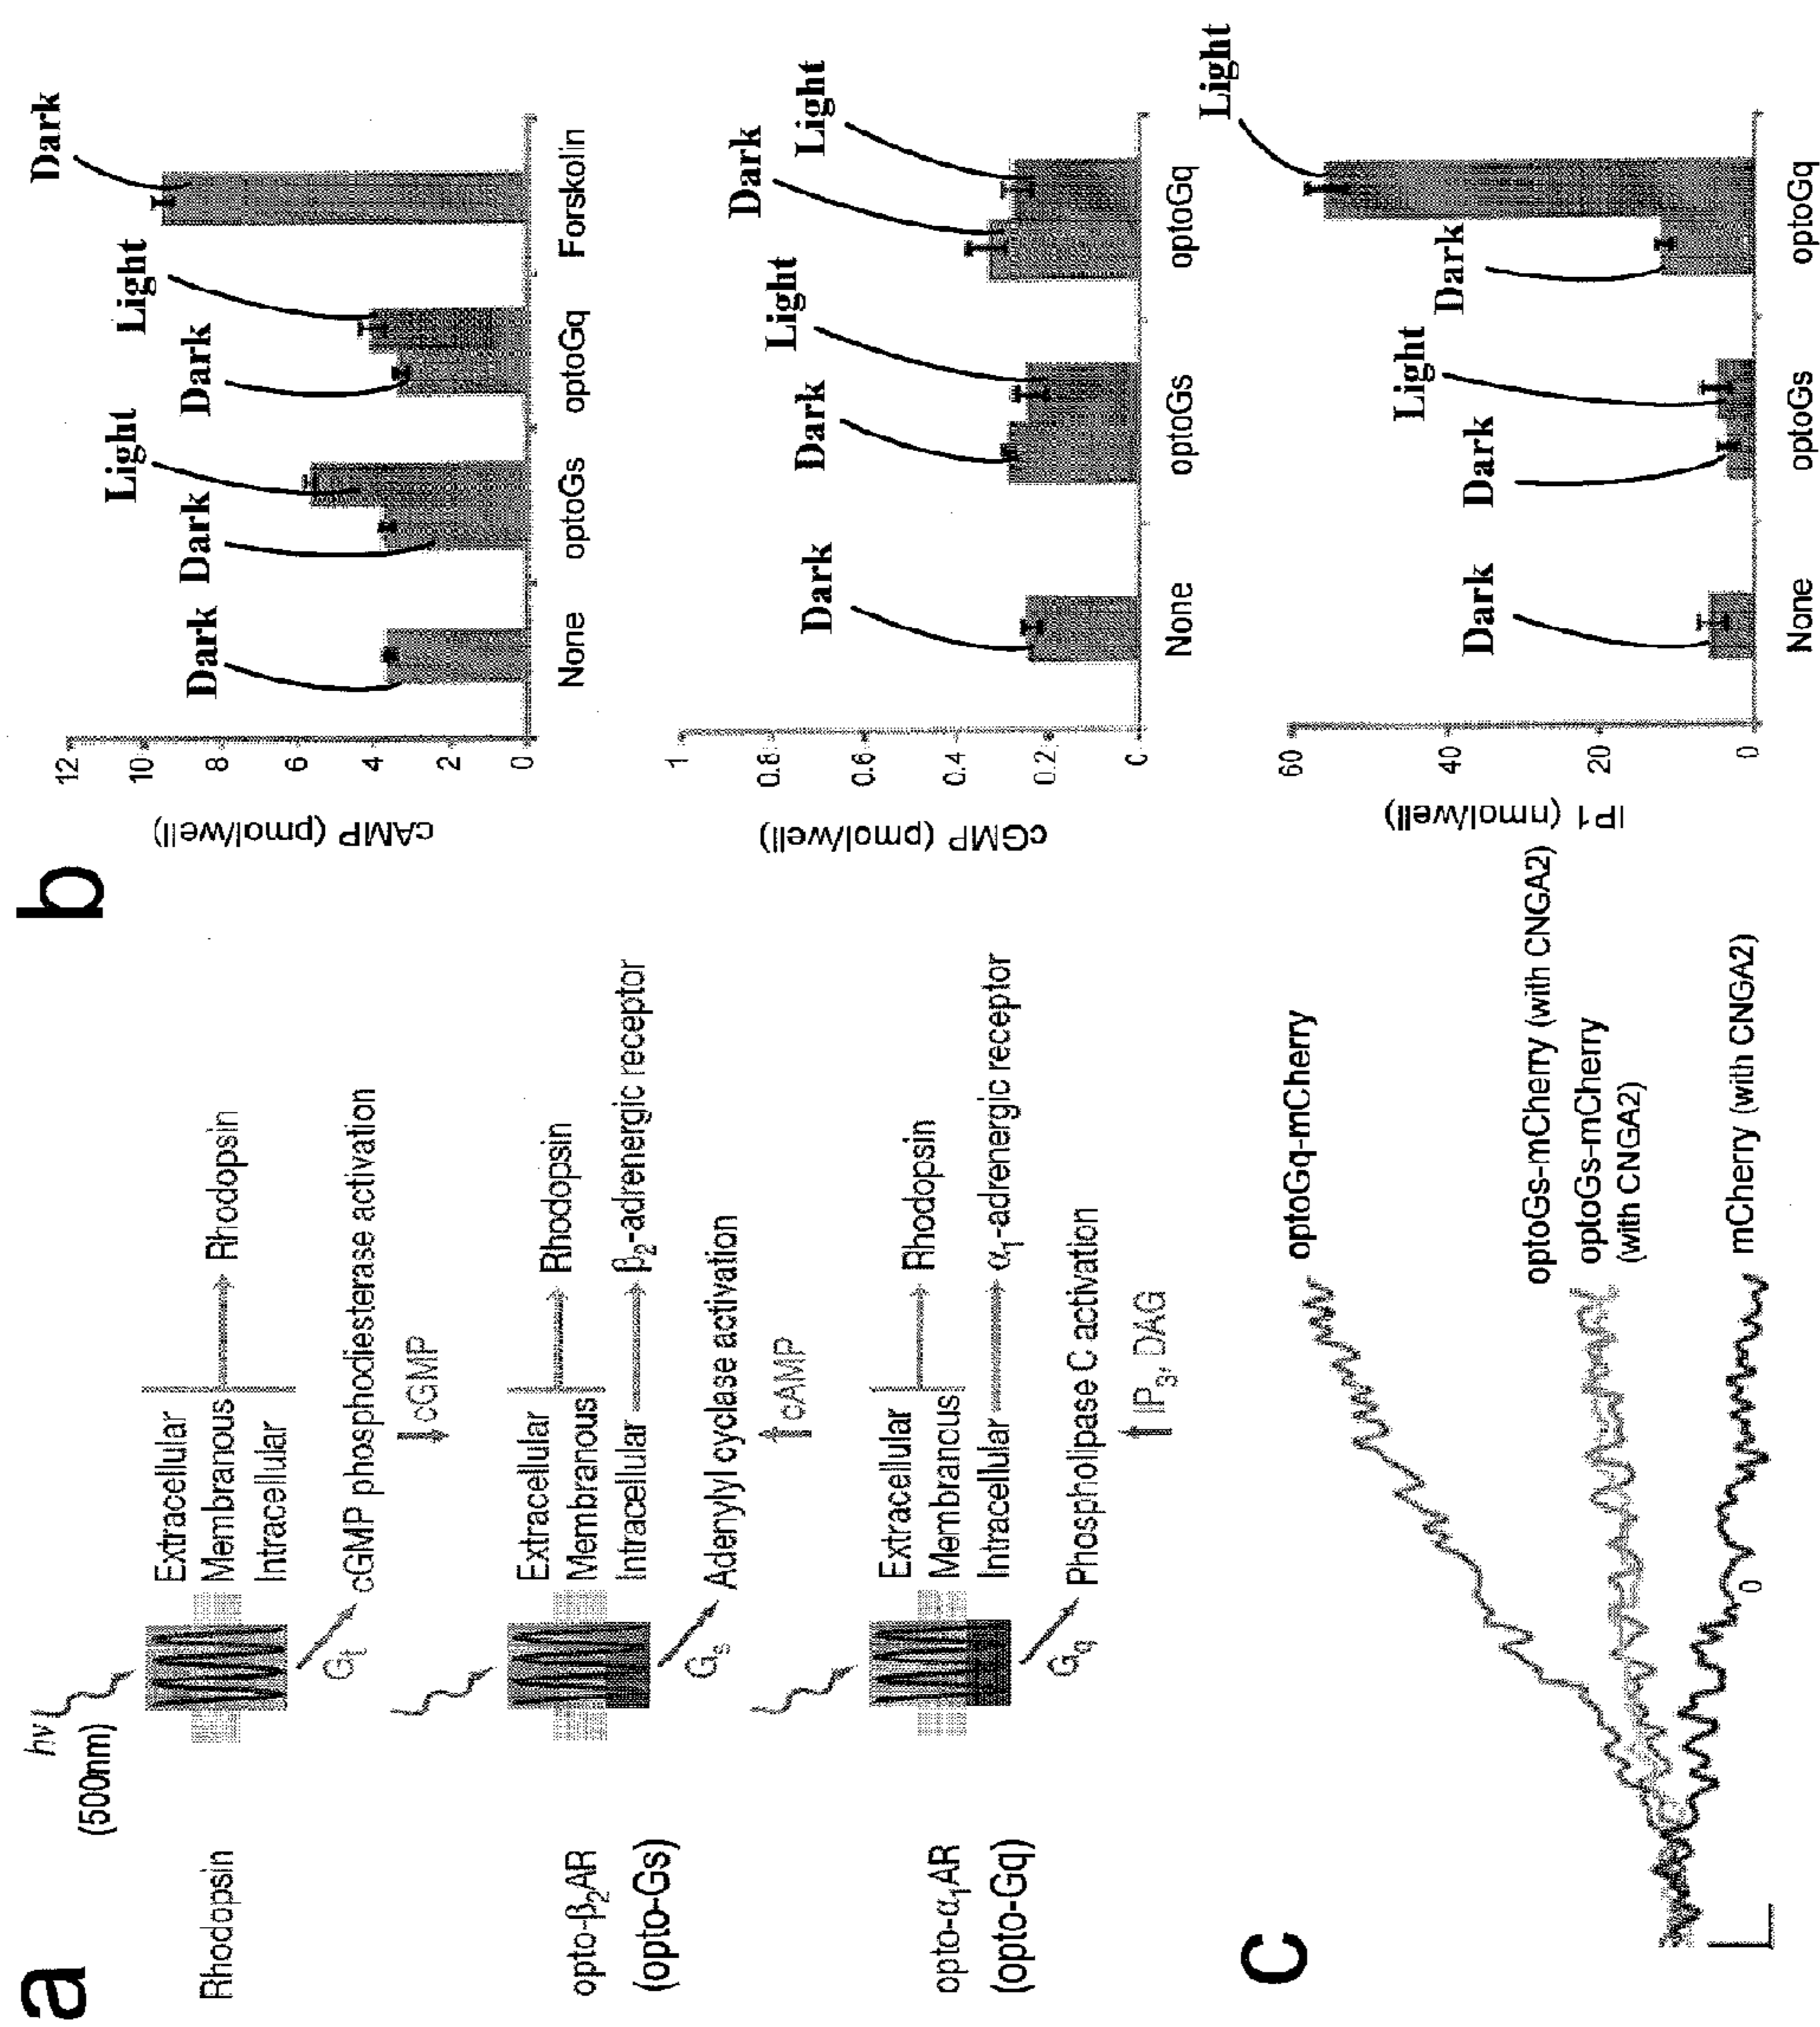 a
hν
(500nm)
Rhodopsin
Extracellular
Membranous
Intracellular
Rhodopsin
Gt
cGMP phosphodiesterase activation
cGMP
opto-β2AR
(opto-Gs)
Extracellular
Membranous
Intracellular
Rhodopsin
β2-adrenergic receptor
Gs
Adenylyl cyclase activation
cAMP
opto-α1AR
(opto-Gq)
Extracellular
Membrancus
Intracellular
Rhodopsin
α1-adrenergic receptor
Gq
Phospholipase C activation
IP3, DAG
b
cAMP (pmol/well)
12
10
8
6
4
2
0
Dark
Dark
Light
Dark
Light
Dark
None
optoGs
optoGq
Forskolin
cGMP (pmol/well)
1
0.8
0.6
0.4
0.2
C
Dark
Dark
Light
Dark
Light
None
optoGs
optoGq
IP1 (nmol/well)
60
40
20
0
Dark
Dark
Light
Dark
Light
None
optoGs
optoGq
c
optoGq-mCherry
optoGs-mCherry (with CNGA2)
optoGs-mCherry
(with CNGA2)
mCherry (with CNGA2)
0